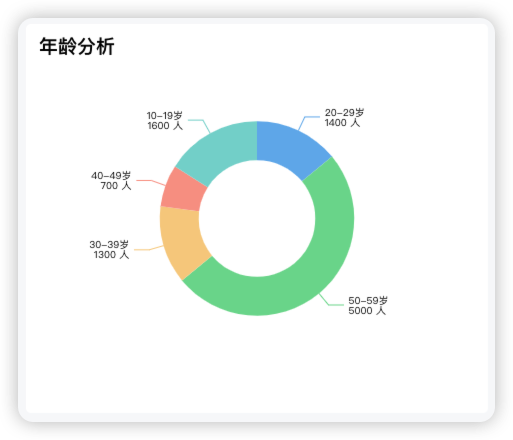 年龄分析
20–29岁
1400 人
50–59岁
5000 人
30–39岁
1300 人
40–49岁
700 人
10–19岁
1600 人